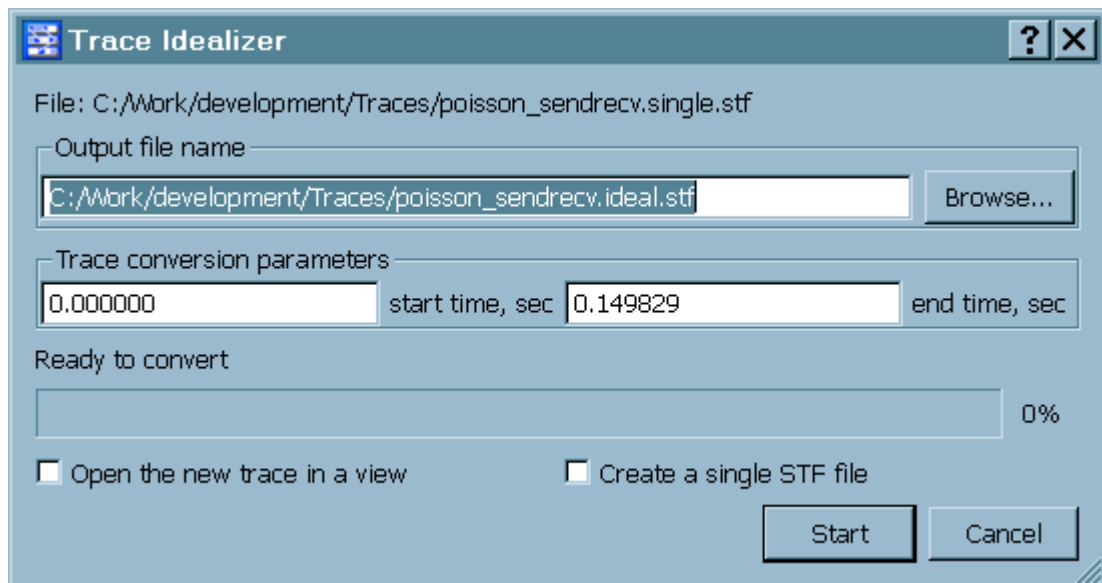 Trace Idealizer
File: C:/Work/development/Traces/poisson_sendrecv.single.stf
Output file name
C:/Work/development/Traces/poisson_sendrecv.ideal.stf Browse...
Trace conversion parameters
0.000000 start time, sec 0.149829 end time, sec
Ready to convert
0%
Open the new trace in a view Create a single STF file
Start Cancel